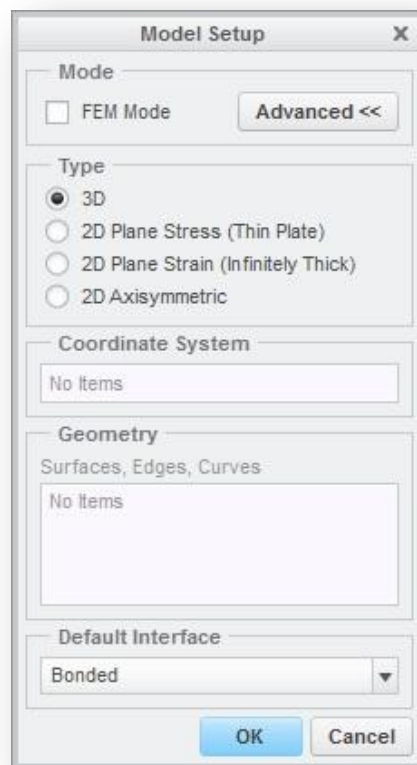 Model Setup
Mode
FEM Mode
Advanced <<
Type
3D
2D Plane Stress (Thin Plate)
2D Plane Strain (Infinitely Thick)
2D Axisymmetric
Coordinate System
No Items
Geometry
Surfaces, Edges, Curves
No Items
Default Interface
Bonded
OK Cancel